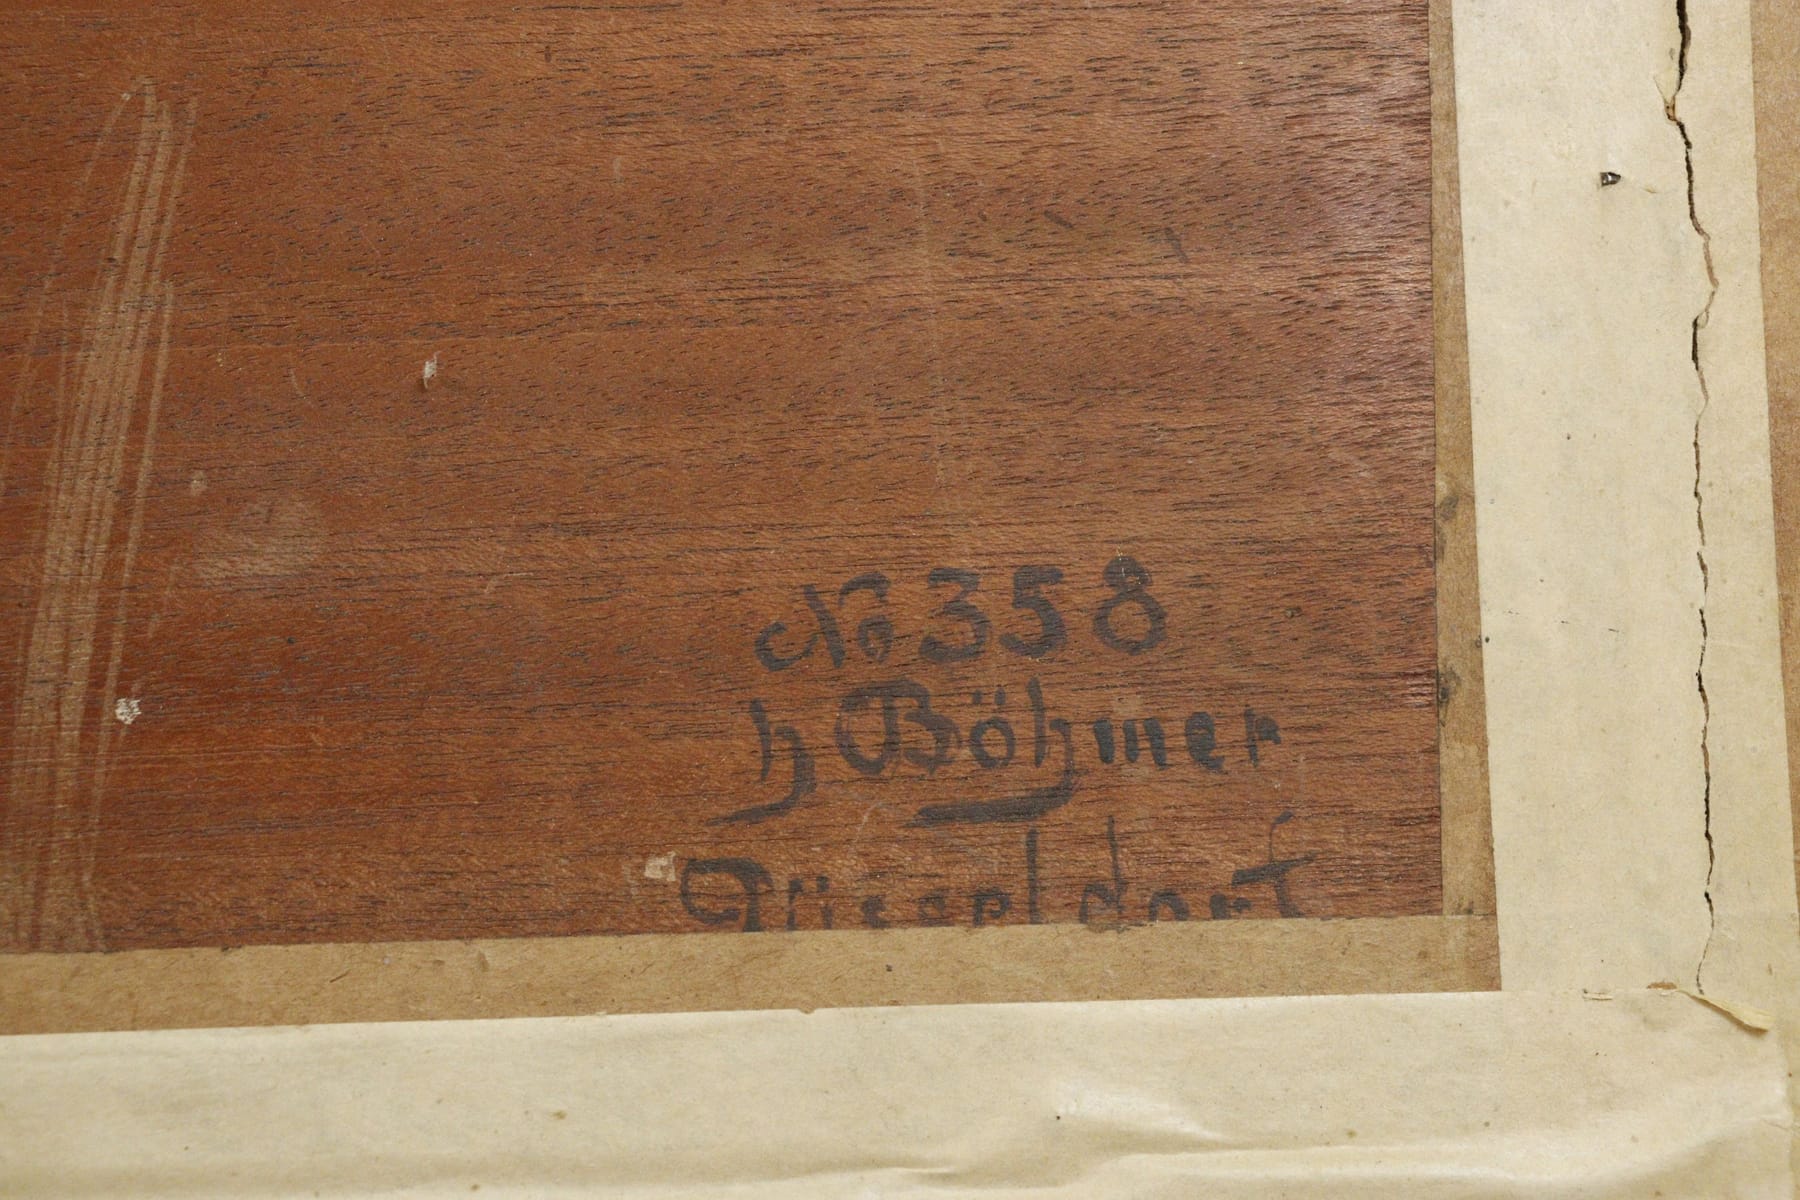 No 358
h Böhmer
Düsseldorf